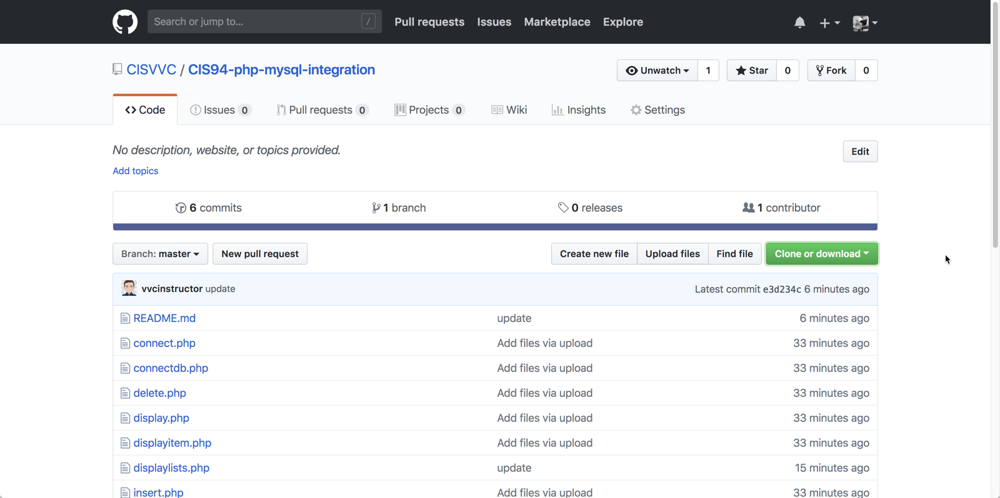 Search or jump to... /
Pull requests Issues Marketplace Explore
CISVVC / CIS94-php-mysql-integration
Unwatch 1 Star 0 Fork 0
Code Issues 0 Pull requests 0 Projects 0 Wiki Insights Settings
No description, website, or topics provided.
Edit
Add topics
6 commits 1 branch 0 releases 1 contributor
Branch: master New pull request Create new file Upload files Find file Clone or download
vvcinstructor update Latest commit e3d234c 6 minutes ago
README.md update 6 minutes ago
connect.php Add files via upload 33 minutes ago
connectdb.php Add files via upload 33 minutes ago
delete.php Add files via upload 33 minutes ago
display.php Add files via upload 33 minutes ago
displayitem.php Add files via upload 33 minutes ago
displaylists.php update 15 minutes ago
insert.php Add files via upload 33 minutes ago